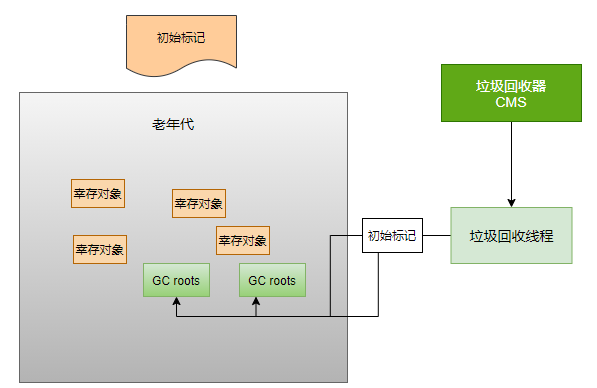 初始标记
垃圾回收器
CMS
老年代
幸存对象
幸存对象
幸存对象
幸存对象
初始标记
垃圾回收线程
GC roots
GC roots